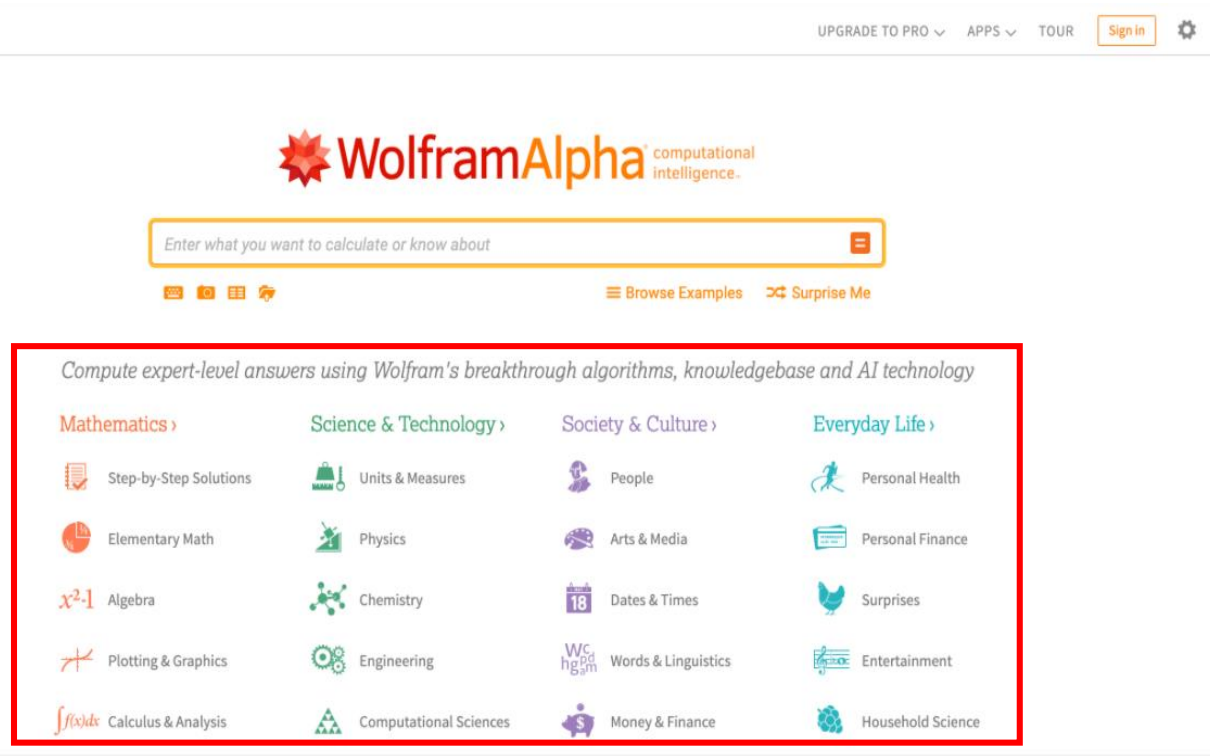 UPGRADE TO PRO APPS TOUR Sign in
WolframAlpha computational intelligence.
Enter what you want to calculate or know about
Browse Examples Surprise Me
Compute expert-level answers using Wolfram's breakthrough algorithms, knowledgebase and AI technology
Mathematics › Science & Technology › Society & Culture › Everyday Life ›
Step-by-Step Solutions Units & Measures People Personal Health
Elementary Math Physics Arts & Media Personal Finance
x²-1 Algebra Chemistry 18 Dates & Times Surprises
Plotting & Graphics Engineering Words & Linguistics Entertainment
∫f(x)dx Calculus & Analysis Computational Sciences $ Money & Finance Household Science